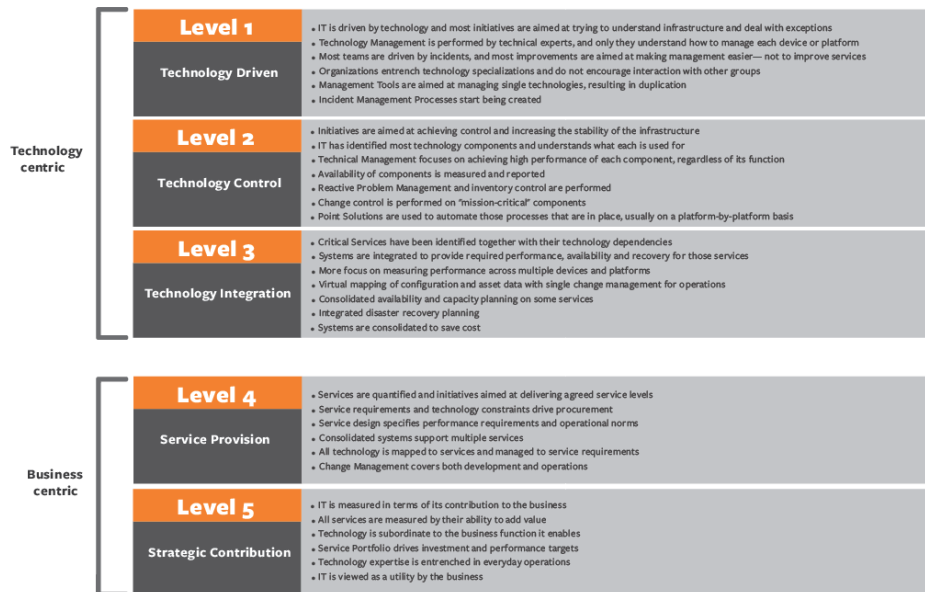 Technology
centric
Level 1
Technology Driven
• IT is driven by technology and most initiatives are aimed at trying to understand infrastructure and deal with exceptions
• Technology Management is performed by technical experts, and only they understand how to manage each device or platform
• Most teams are driven by incidents, and most improvements are aimed at making management easier— not to improve services
• Organizations entrench technology specializations and do not encourage interaction with other groups
• Management Tools are aimed at managing single technologies, resulting in duplication
• Incident Management Processes start being created
Level 2
Technology Control
• Initiatives are aimed at achieving control and increasing the stability of the infrastructure
• IT has identified most technology components and understands what each is used for
• Technical Management focuses on achieving high performance of each component, regardless of its function
• Availability of components is measured and reported
• Reactive Problem Management and inventory control are performed
• Change control is performed on "mission-critical" components
• Point Solutions are used to automate those processes that are in place, usually on a platform-by-platform basis
Level 3
Technology Integration
• Critical Services have been identified together with their technology dependencies
• Systems are integrated to provide required performance, availability and recovery for those services
• More focus on measuring performance across multiple devices and platforms
• Virtual mapping of configuration and asset data with single change management for operations
• Consolidated availability and capacity planning on some services
• Integrated disaster recovery planning
• Systems are consolidated to save cost
Business
centric
Level 4
Service Provision
• Services are quantified and initiatives aimed at delivering agreed service levels
• Service requirements and technology constraints drive procurement
• Service design specifies performance requirements and operational norms
• Consolidated systems support multiple services
• All technology is mapped to services and managed to service requirements
• Change Management covers both development and operations
Level 5
Strategic Contribution
• IT is measured in terms of its contribution to the business
• All services are measured by their ability to add value
• Technology is subordinate to the business function it enables
• Service Portfolio drives investment and performance targets
• Technology expertise is entrenched in everyday operations
• IT is viewed as a utility by the business